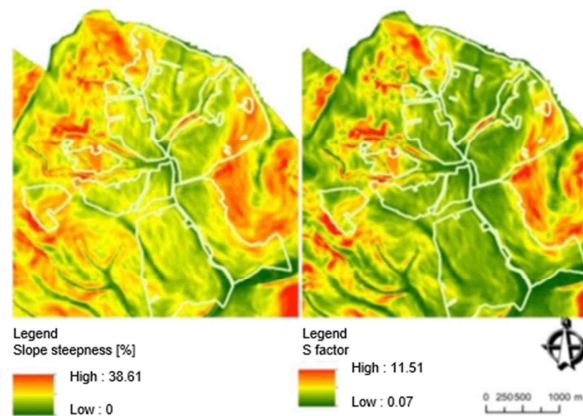 Legend
Slope steepness [%]
High : 38.61
Low : 0
Legend
S factor
High : 11.51
Low : 0.07
0 250 500 1000 m